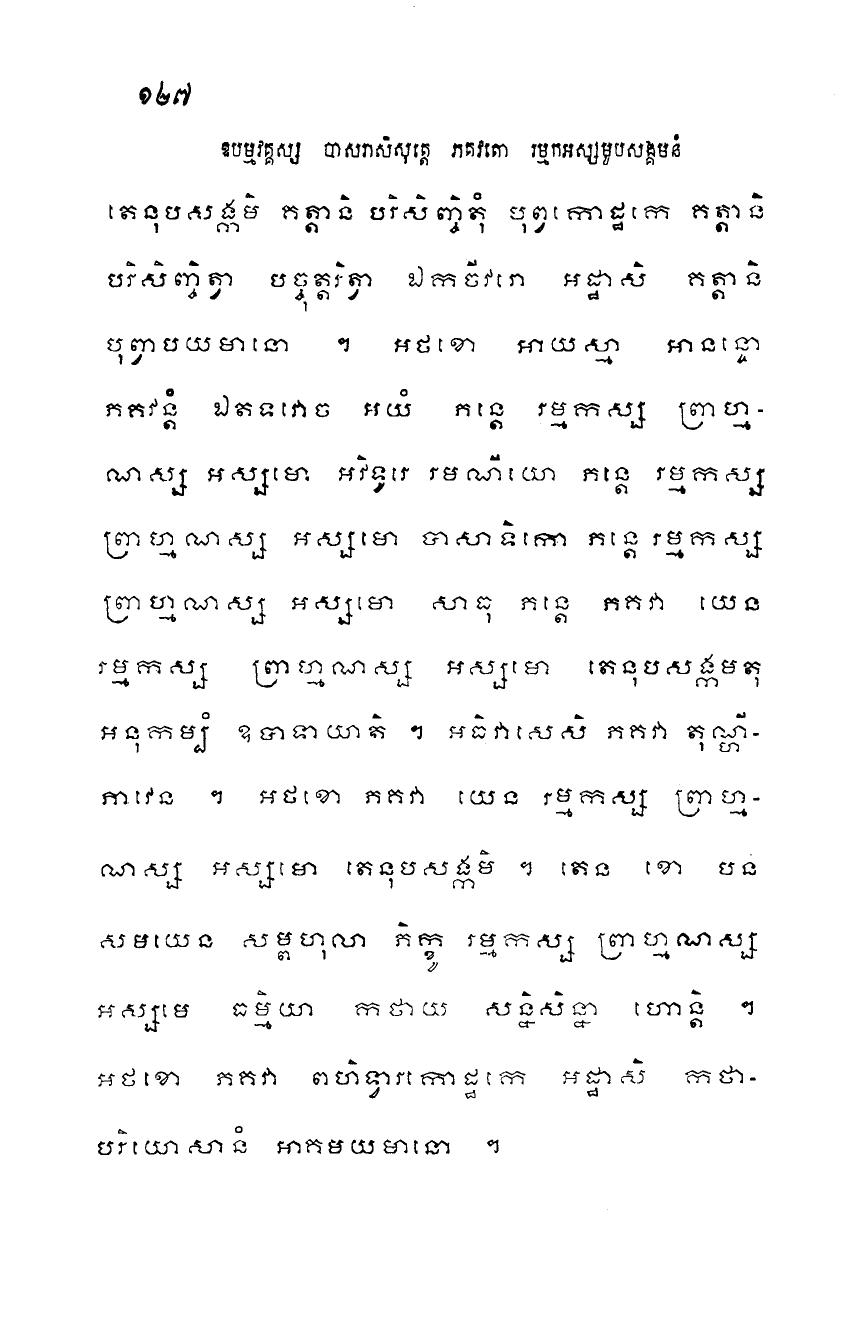 ១២៧
ឧបម្មវគ្គស្ស បាសរាសិសុត្តេ ភគវតោ រម្មកអស្សមូបសង្គមនំ
តេនុបសង្កមិ កត្តានិ បរិសិញ្ចិតុំ បុព្វកោដ្ឋកេ កត្តានិ
បរិសិញ្ចិត្វា បច្ចុត្តរិត្វា ឯកចីវរោ អដ្ឋាសិ កត្តានិ
បុព្វាបយមានោ ។ អថខោ អាយស្មា អានន្ទោ
ភគវន្តំ ឯតទវោច អយំ ភន្តេ រម្មកស្ស ព្រាហ្ម-
ណស្ស អស្សមោ អវិទូរេ រមណីយោ ភន្តេ រម្មកស្ស
ព្រាហ្មណស្ស អស្សមោ បាសាទិកោ ភន្តេ រម្មកស្ស
ព្រាហ្មណស្ស អស្សមោ សាធុ ភន្តេ ភគវា យេន
រម្មកស្ស ព្រាហ្មណស្ស អស្សមោ តេនុបសង្កមតុ
អនុកម្បំ ឧបាទាយាតិ ។ អធិវាសេសិ ភគវា តុណ្ហី-
ភាវេន ។ អថខោ ភគវា យេន រម្មកស្ស ព្រាហ្ម-
ណស្ស អស្សមោ តេនុបសង្កមិ ។ តេន ខោ បន
សមយេន សម្ពហុលា ភិក្ខូ រម្មកស្ស ព្រាហ្មណស្ស
អស្សមេ ធម្មិយា កថាយ សន្និសិន្នា ហោន្តិ ។
អថខោ ភគវា ពហិទ្វារកោដ្ឋកេ អដ្ឋាសិ កថា-
បរិយោសានំ អាគមយមានោ ។